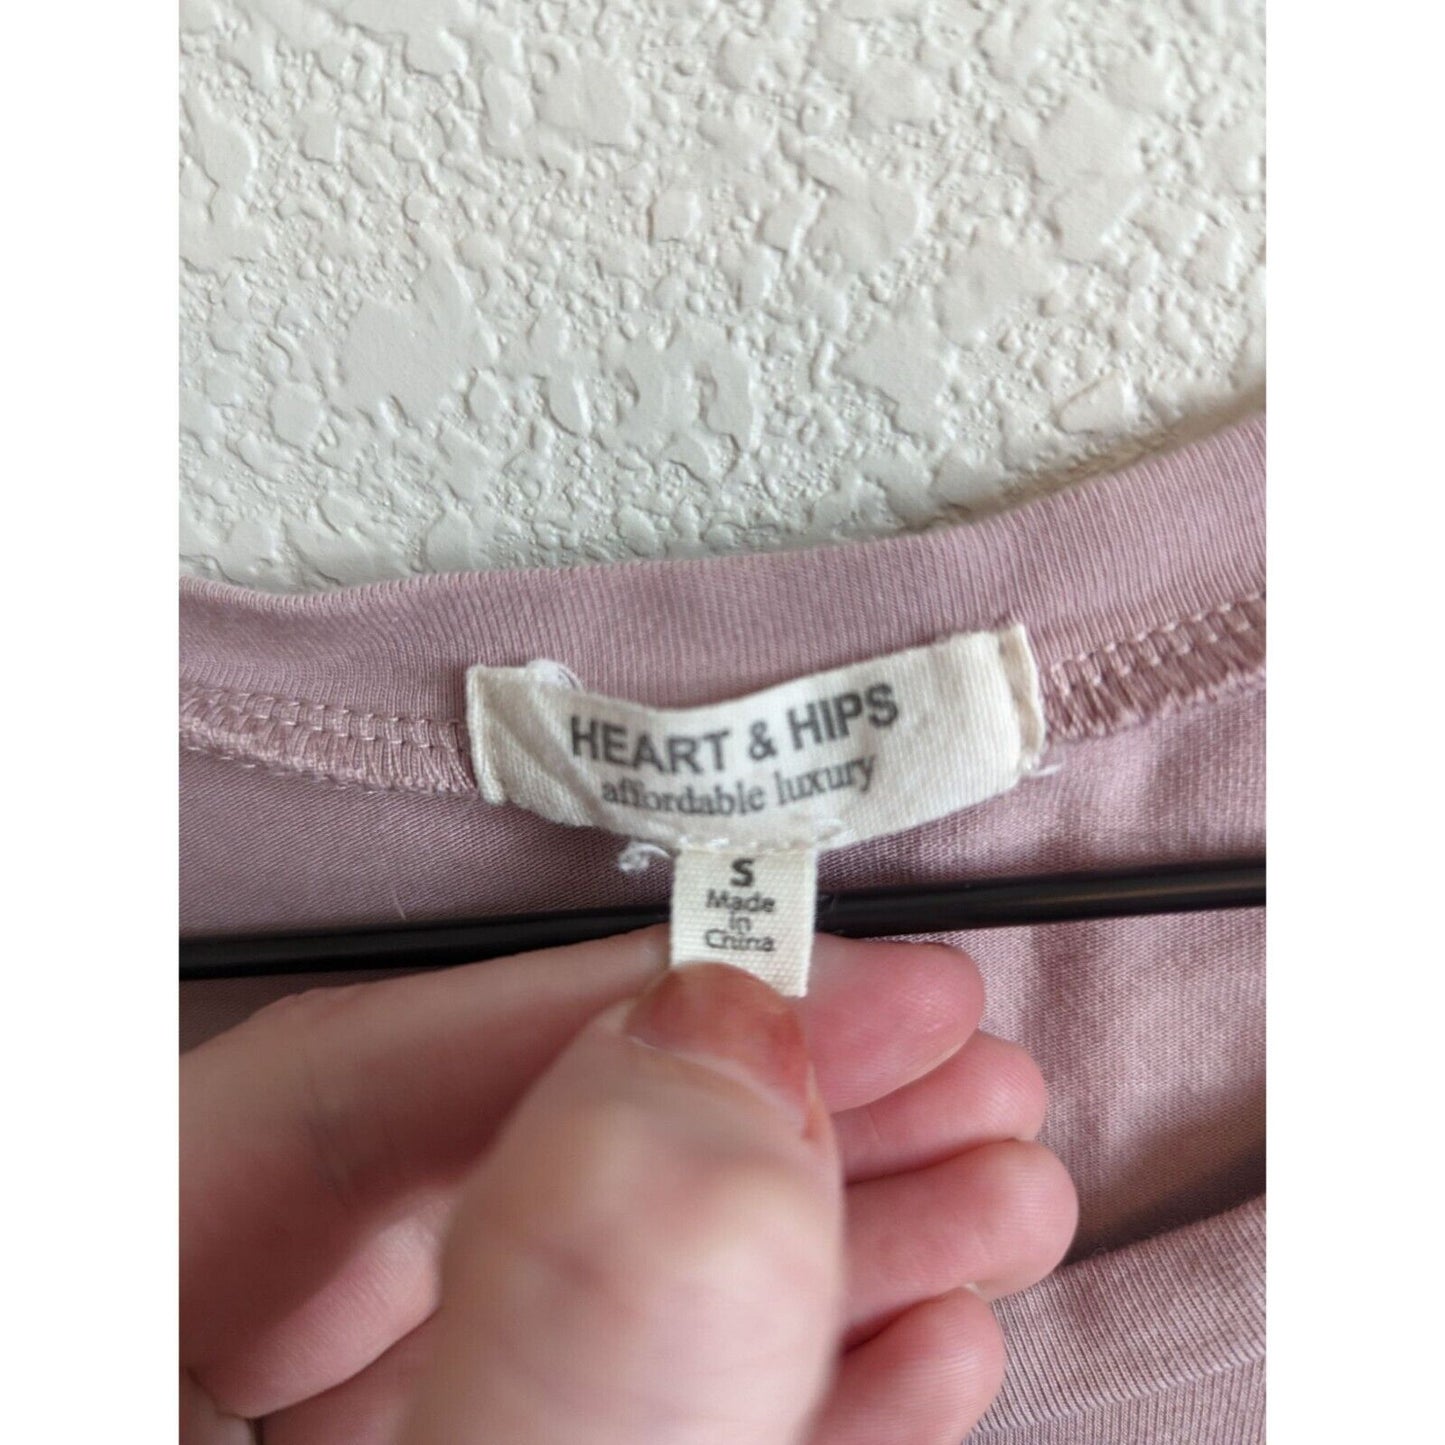 HEART & HIPS
affordable luxury
S
Made
in
China